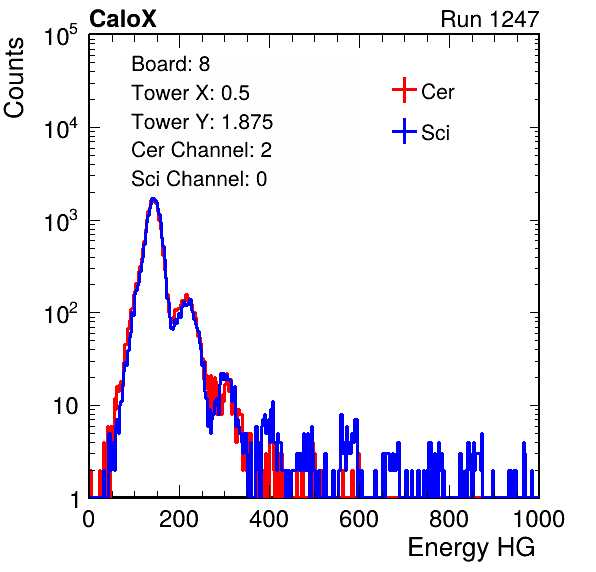 CaloX Run 1247
Counts
Board: 8
Tower X: 0.5
Tower Y: 1.875
Cer Channel: 2
Sci Channel: 0
Cer
Sci
10^5
10^4
10^3
10^2
10
1
0 200 400 600 800 1000
Energy HG